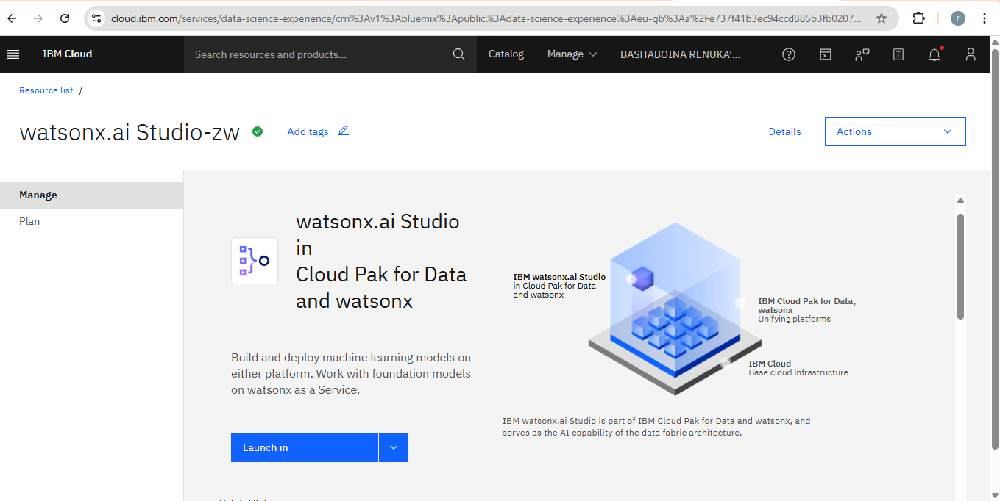 cloud.ibm.com/services/data-science-experience/crn%3Av1%3Abluemix%3Apublic%3Adata-science-experience%3Aeu-gb%3Aa%2Fe737f41b3ec94ccd885b3fb0207...
r
IBM Cloud
Search resources and products...
Catalog
Manage
BASHABOINA RENUKA'...
Resource list /
watsonx.ai Studio-zw
Add tags
Details
Actions
Manage
Plan
watsonx.ai Studio
in
Cloud Pak for Data
and watsonx
Build and deploy machine learning models on
either platform. Work with foundation models
on watsonx as a Service.
Launch in
IBM watsonx.ai Studio
in Cloud Pak for Data
and watsonx
IBM Cloud Pak for Data,
watsonx
Unifying platforms
IBM Cloud
Base cloud infrastructure
IBM watsonx.ai Studio is part of IBM Cloud Pak for Data and watsonx, and
serves as the AI capability of the data fabric architecture.